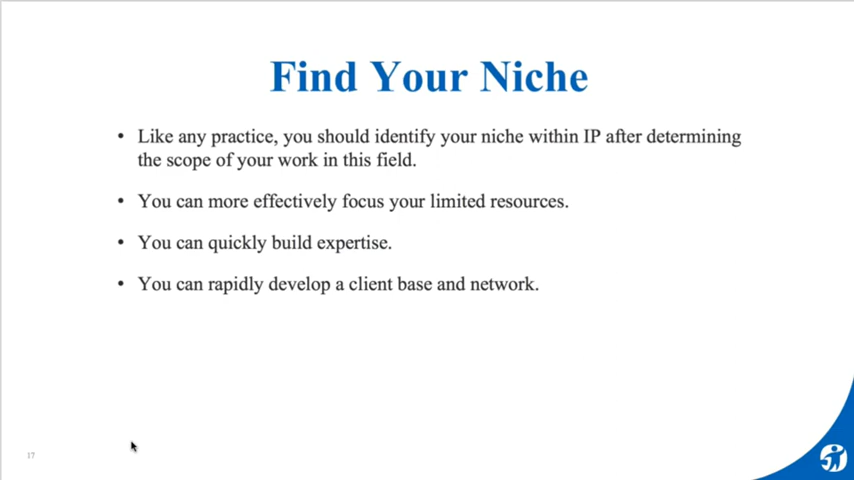 Find Your Niche
• Like any practice, you should identify your niche within IP after determining
the scope of your work in this field.
• You can more effectively focus your limited resources.
• You can quickly build expertise.
• You can rapidly develop a client base and network.
17